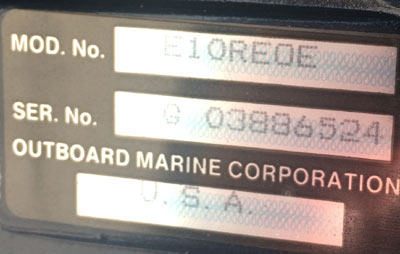 MOD. No. E10REOE
SER. No. G 03886524
OUTBOARD MARINE CORPORATION
U.S.A.